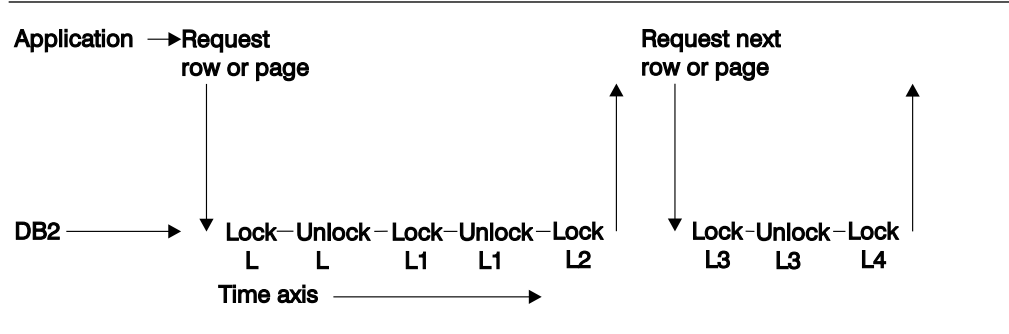 Application
Request
row or page
Request next
row or page
DB2
Lock Unlock Lock Unlock Lock
L L L1 L1 L2
Lock Unlock Lock
L3 L3 L4
Time axis